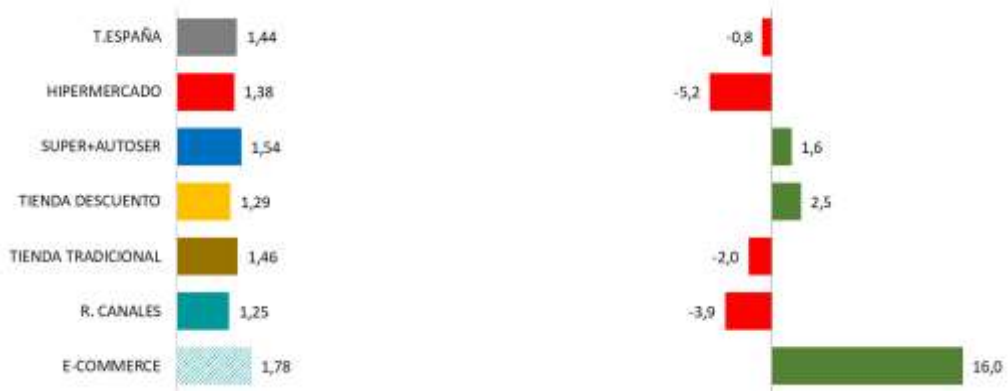 T.ESPAÑA 1,44 -0,8
HIPERMERCADO 1,38 -5,2
SUPER+AUTOSER 1,54 1,6
TIENDA DESCUENTO 1,29 2,5
TIENDA TRADICIONAL 1,46 -2,0
R. CANALES 1,25 -3,9
E-COMMERCE 1,78 16,0